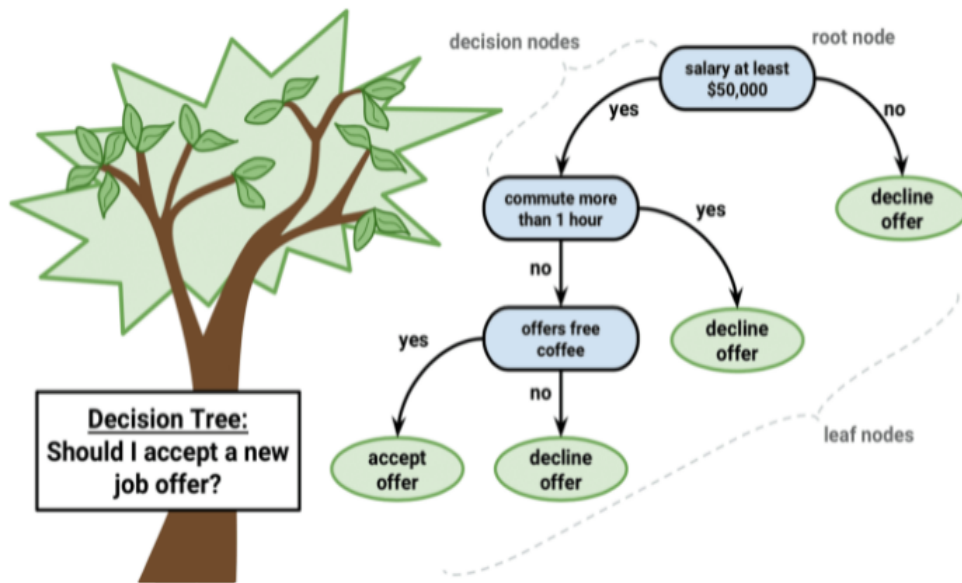 decision nodes
root node
salary at least
$50,000
yes
no
commute more
than 1 hour
yes
decline
offer
no
offers free
coffee
decline
offer
yes
no
Decision Tree:
Should I accept a new
job offer?
leaf nodes
accept
offer
decline
offer